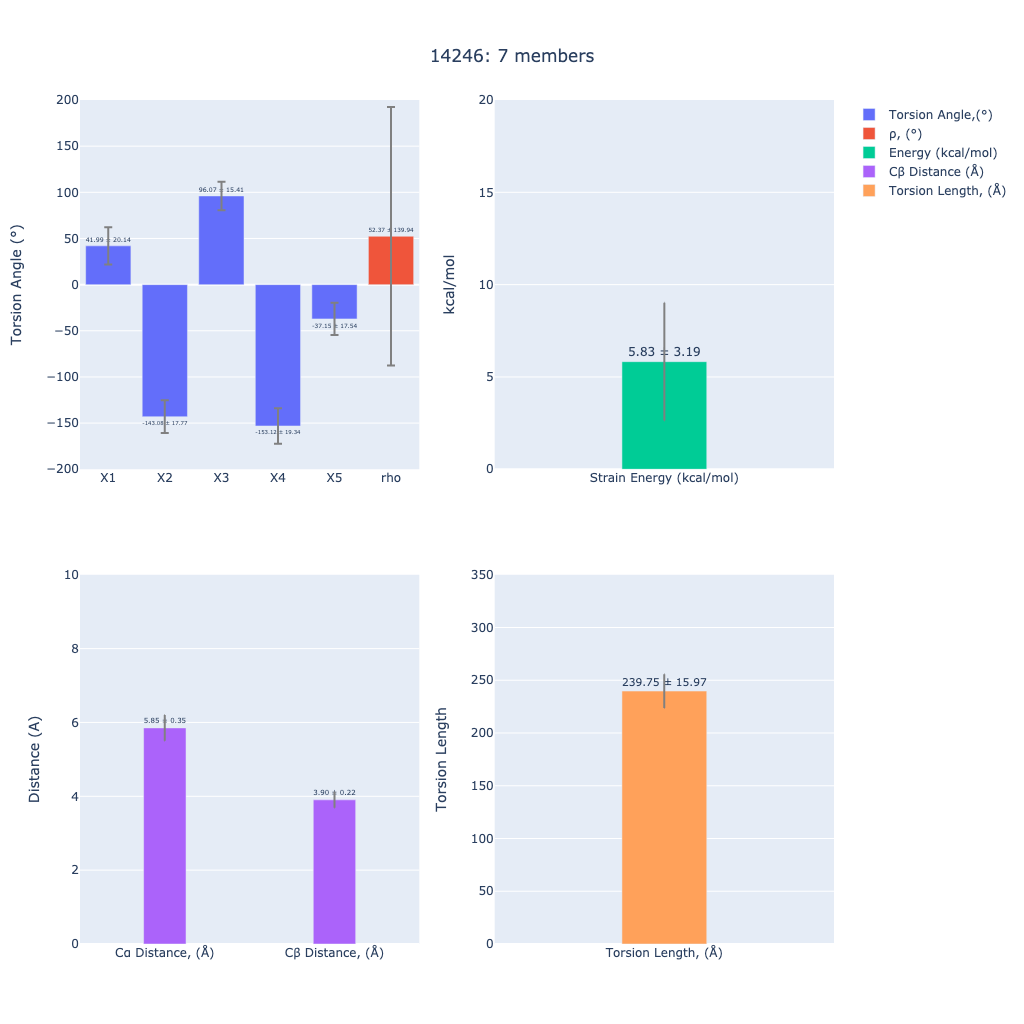 14246: 7 members
Torsion Angle (°)
200
150
100
50
0
−50
−100
−150
−200
41.99 ± 20.14
-143.08 ± 17.77
96.07 ± 15.41
-153.12 ± 19.34
-37.15 ± 17.54
52.37 ± 139.94
X1 X2 X3 X4 X5 rho
kcal/mol
20
15
10
5
0
5.83 ± 3.19
Strain Energy (kcal/mol)
Torsion Angle,(°)
ρ, (°)
Energy (kcal/mol)
Cβ Distance (Å)
Torsion Length, (Å)
Distance (A)
10
8
6
4
2
0
5.85 ± 0.35
3.90 ± 0.22
Cα Distance, (Å) Cβ Distance, (Å)
Torsion Length
350
300
250
200
150
100
50
0
239.75 ± 15.97
Torsion Length, (Å)